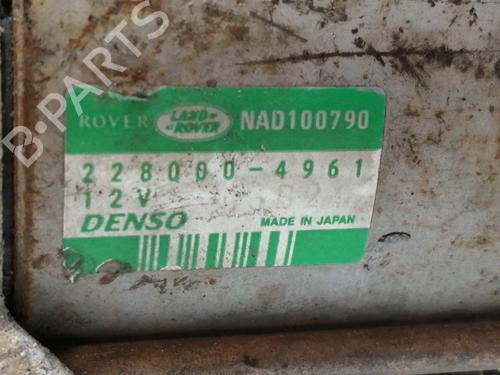 B-PARTS
ROVER LAND ROVER NAD100790
228000-4961
12V
DENSO MADE IN JAPAN